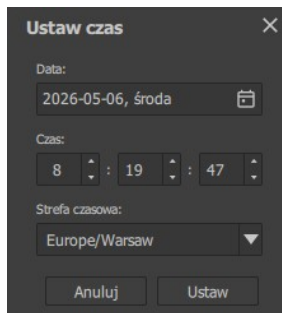 Ustaw czas
Data:
2026-05-06, środa
Czas:
8 : 19 : 47
Strefa czasowa:
Europe/Warsaw
Anuluj Ustaw